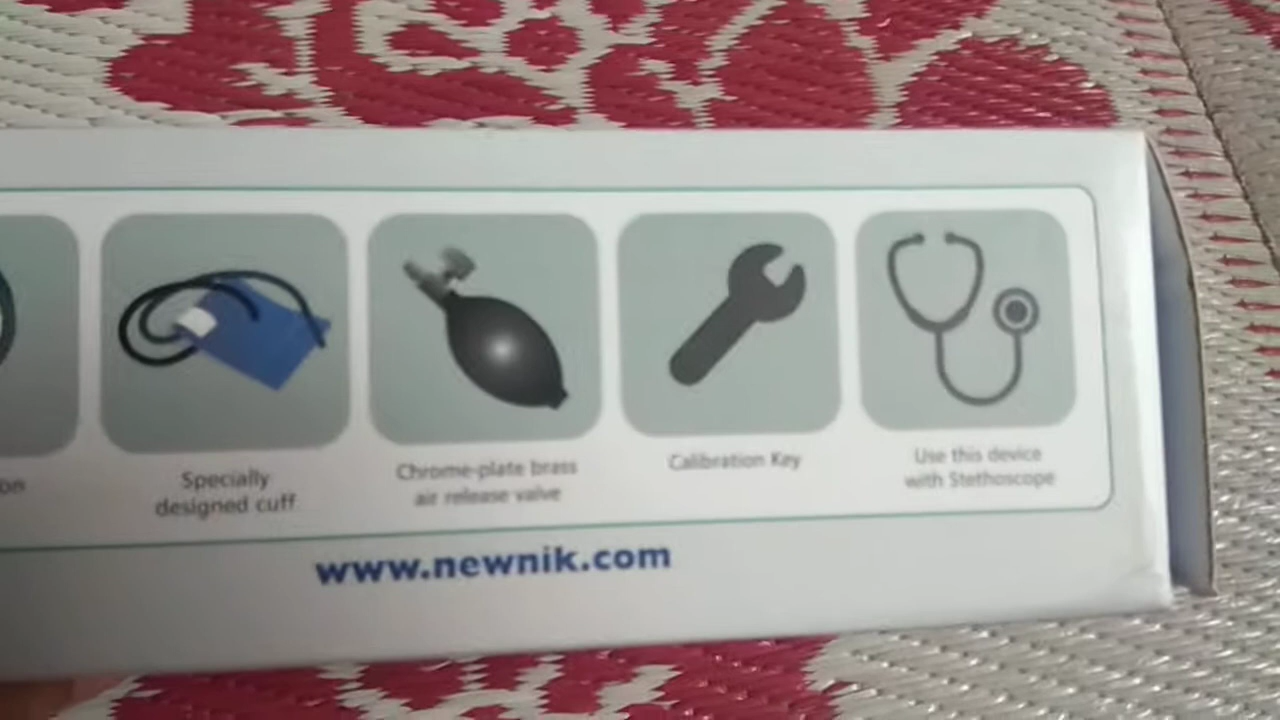 Specially
designed cuff
Chrome-plate brass
air release valve
Calibration Key
Use this device
with Stethoscope
www.newnik.com